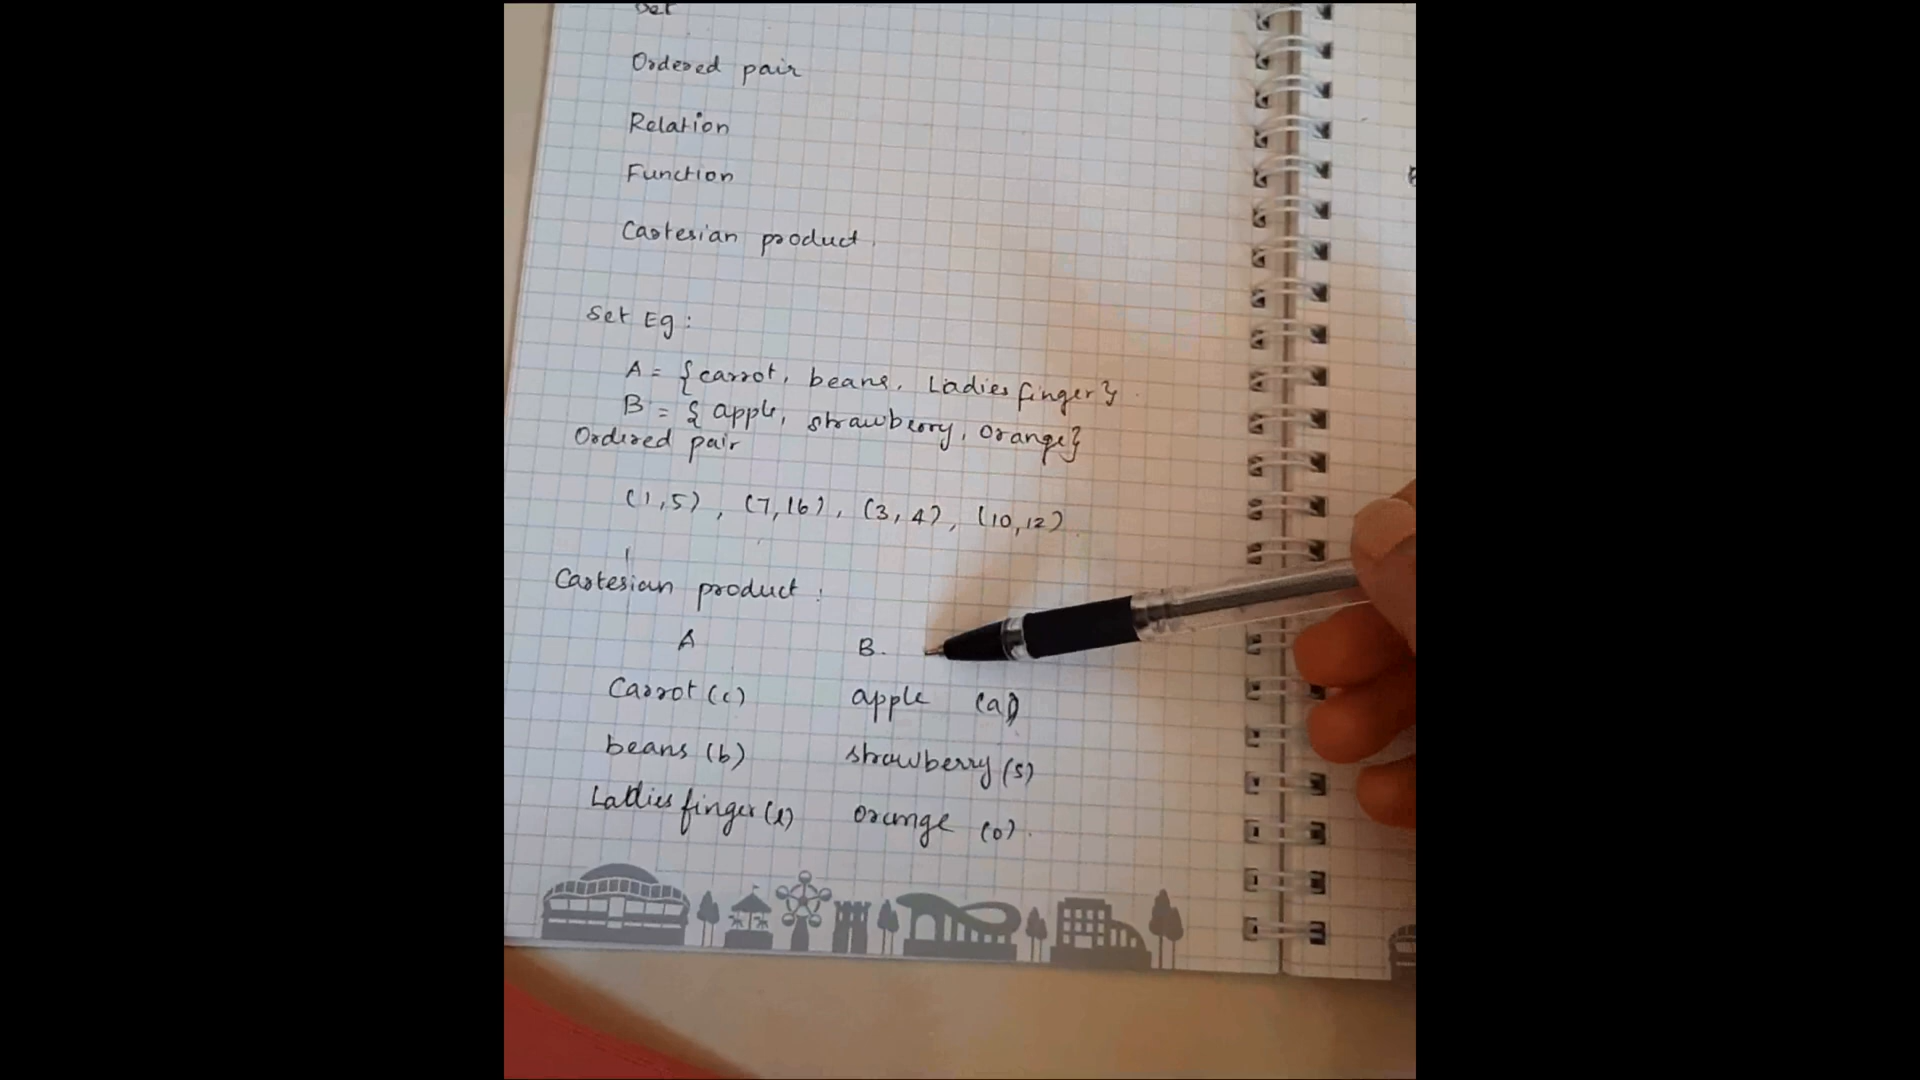 Set
Ordered pair
Relation
Function
Cartesian product.
Set Eg:
A = {carrot, beans, Ladies finger}.
B = { apple, strawberry, orange}
Ordered pair
(1,5), (7,16), (3,4), (10,12).
Cartesian product:
A B.
Carrot (c) apple (a)
beans (b) strawberry (s)
Ladies finger (l) orange (o).